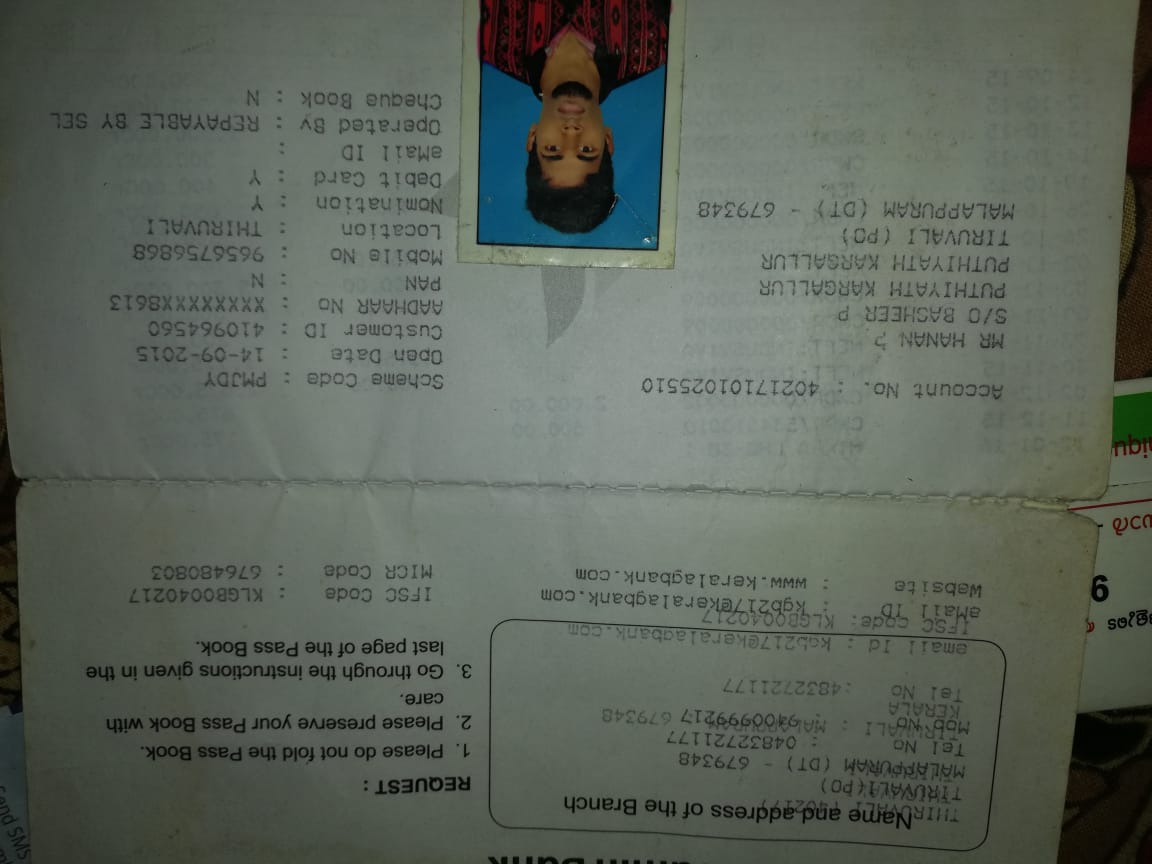 Bank
Name and address of the Branch
THIRUVALI (40217)
TIRUVALI(PO)
MALAPPURAM (DT) - 679348
Tel No : 04832721177
Mob No : 9400999217
TIRUVALI : MALAPPURAM 679348
KERALA
Tel No :4832721177
email Id : kgb217@keralagbank.com
IFSC code: KLGB0040217
eMail ID : kgb217@keralagbank.com
Website : www.keralagbank.com
REQUEST :
1. Please do not fold the Pass Book.
2. Please preserve your Pass Book with
care.
3. Go through the instructions given in the
last page of the Pass Book.
IFSC Code : KLGB0040217
MICR Code : 676480803
Account No. : 40217101025510
MR HANAN P
S/O BASHEER P
PUTHIYATH KARGALLUR
PUTHIYATH KARGALLUR
TIRUVALI (PO)
MALAPPURAM (DT) - 679348
Scheme Code : PMJDY
Open Date : 14-09-2015
Customer ID : 410964560
AADHAAR No : XXXXXXXX8613
PAN : N
Mobile No : 9656756868
Location : THIRUVALI
Nomination : Y
Debit Card : Y
eMail ID :
Operated By : REPAYABLE BY SEL
Cheque Book : N
send SMS